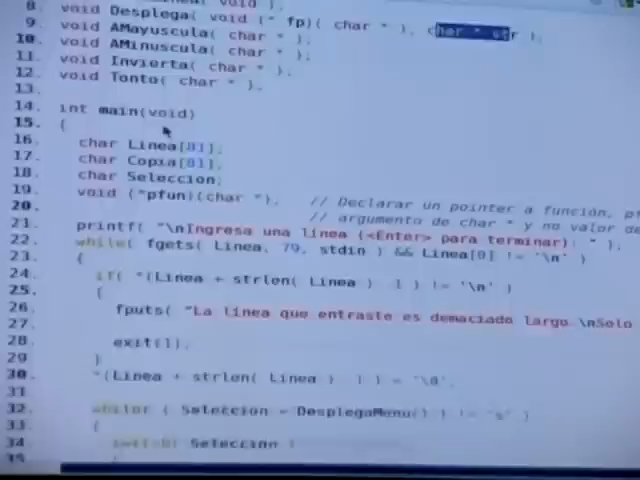 8. void Desplega( void (* fp)( char * ), char * str );
9. void AMayuscula( char * );
10. void AMinuscula( char * );
11. void Invierta( char * );
12. void Tonto( char * );
13.
14. int main(void)
15. {
16. char Linea[81];
17. char Copia[81];
18. char Seleccion;
19. void (*pfun)(char *); // Declarar un pointer a función,
20. // argumento de char * y no valor de
21. printf( "\nIngresa una linea (<Enter> para terminar): " );
22. while( fgets( Linea, 79, stdin ) && Linea[0] != '\n' )
23. {
24. if( *(Linea + strlen( Linea ) - 1 ) != '\n' )
25. {
26. fputs( "La linea que entraste es demaciado largo.\nSolo
27.
28. exit(1);
29 }
30. *(Linea + strlen( Linea ) - 1 ) = '\0';
31
32. while( ( Seleccion = DesplegaMenu() ) != 's' )
33. {
34 switch( Seleccion )
35 {